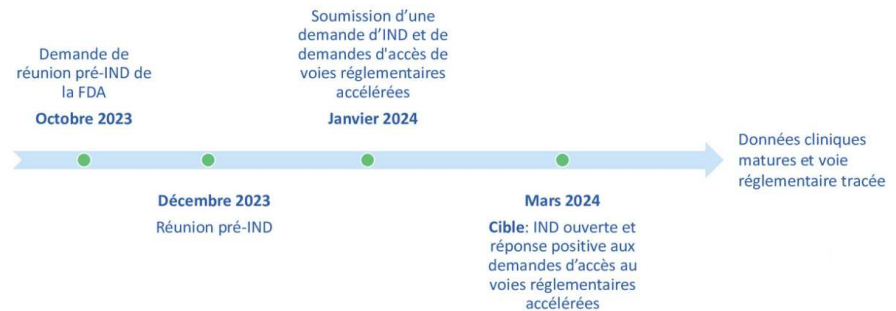 Demande de
réunion pré-IND de
la FDA
Octobre 2023
Soumission d’une
demande d’IND et de
demandes d'accès de
voies réglementaires
accélérées
Janvier 2024
Données cliniques
matures et voie
réglementaire tracée
Décembre 2023
Réunion pré-IND
Mars 2024
Cible: IND ouverte et
réponse positive aux
demandes d’accès au
voies réglementaires
accélérées